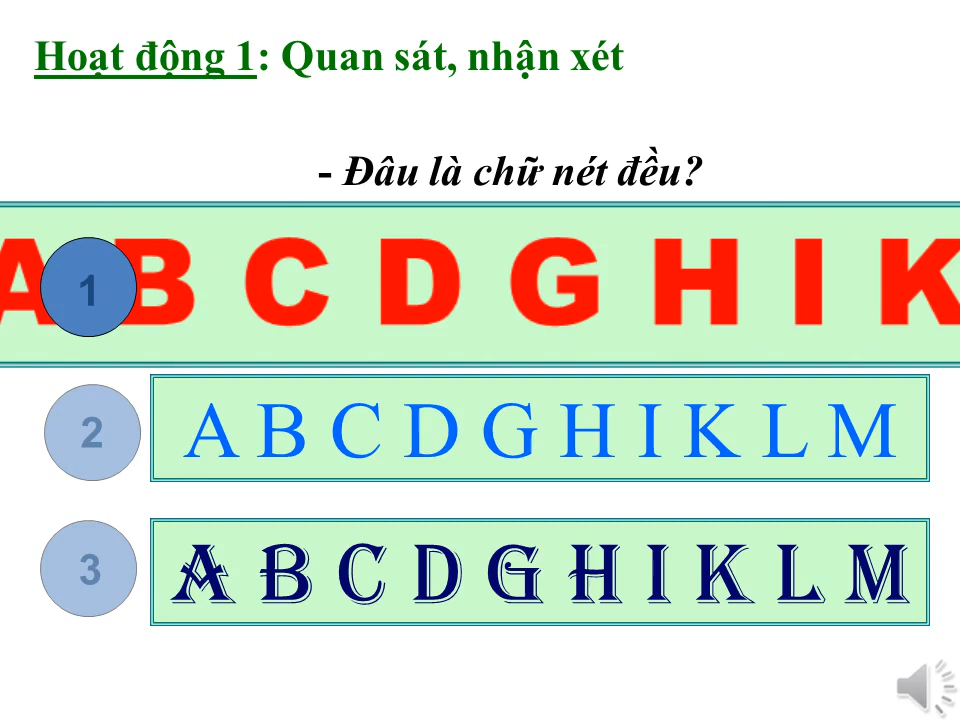 Hoạt động 1: Quan sát, nhận xét
- Đâu là chữ nét đều?
A B C D G H I K
1
2
A B C D G H I K L M
3
A B C D G H I K L M